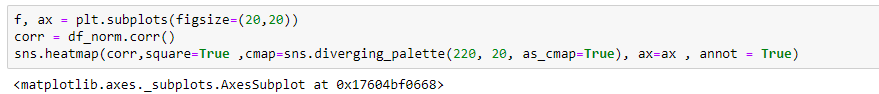 f, ax = plt.subplots(figsize=(20,20))
corr = df_norm.corr()
sns.heatmap(corr,square=True ,cmap=sns.diverging_palette(220, 20, as_cmap=True), ax=ax , annot = True)
<matplotlib.axes._subplots.AxesSubplot at 0x17604bf0668>